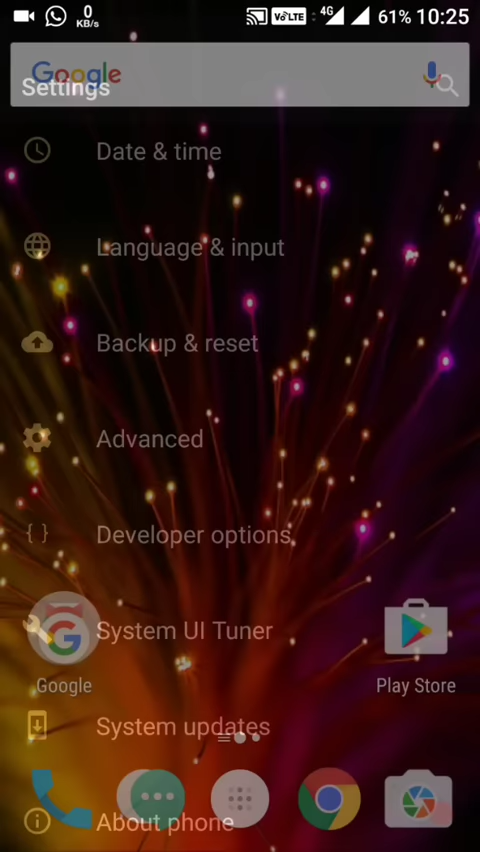 0
KB/s
VoLTE
4G
61% 10:25
Google
Settings
Date & time
Language & input
Backup & reset
Advanced
{ } Developer options
System UI Tuner
Google
Play Store
System updates
About phone